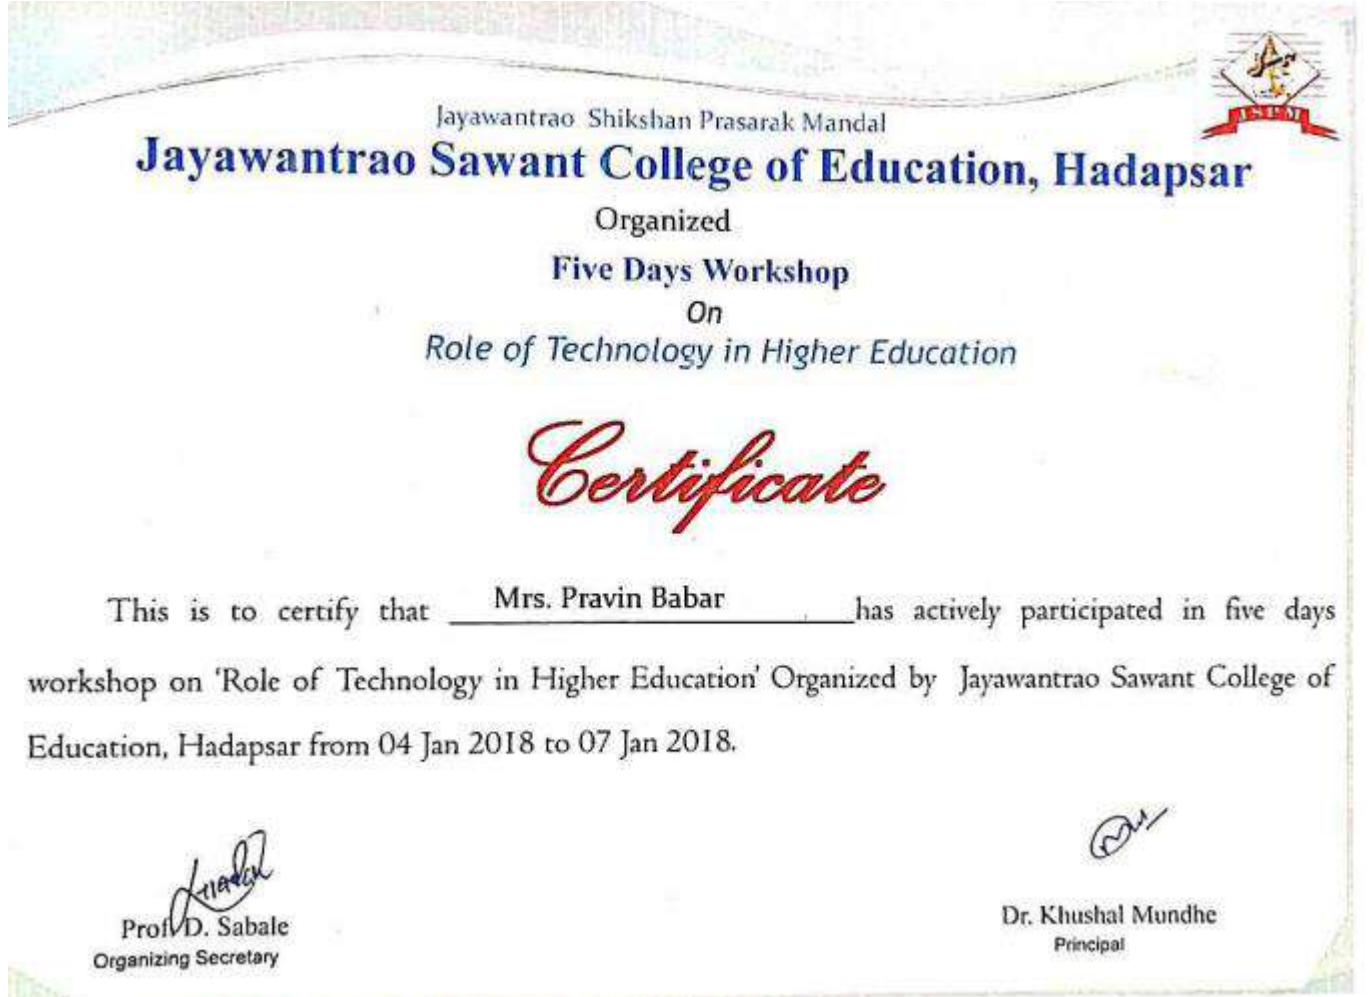 JSPM
Jayawantrao Shikshan Prasarak Mandal
Jayawantrao Sawant College of Education, Hadapsar
Organized
Five Days Workshop
On
Role of Technology in Higher Education
Certificate
This is to certify that Mrs. Pravin Babar has actively participated in five days
workshop on 'Role of Technology in Higher Education' Organized by Jayawantrao Sawant College of
Education, Hadapsar from 04 Jan 2018 to 07 Jan 2018.
Prof. D. Sabale
Organizing Secretary
Dr. Khushal Mundhe
Principal